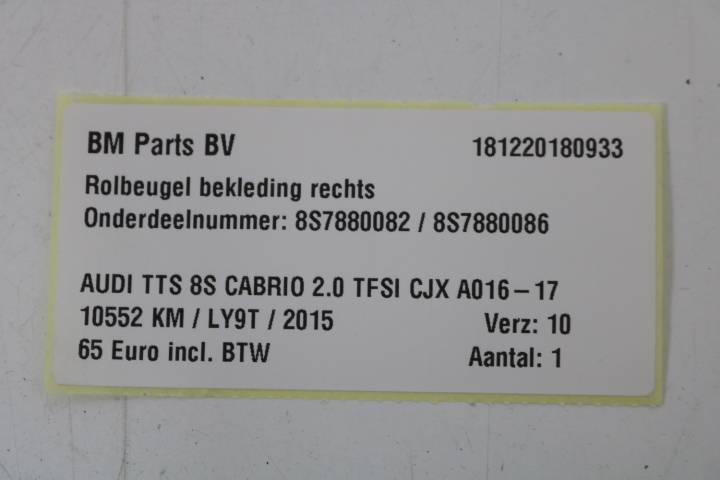 BM Parts BV 181220180933
Rolbeugel bekleding rechts
Onderdeelnummer: 8S7880082 / 8S7880086
AUDI TTS 8S CABRIO 2.0 TFSI CJX A016-17
10552 KM / LY9T / 2015 Verz: 10
65 Euro incl. BTW Aantal: 1